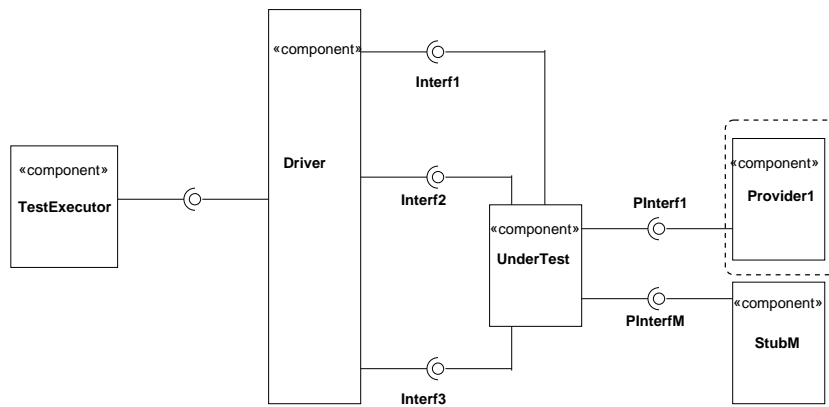 «component»
TestExecutor
«component»
Driver
Interf1
Interf2
Interf3
«component»
UnderTest
PInterf1
PInterfM
«component»
Provider1
«component»
StubM